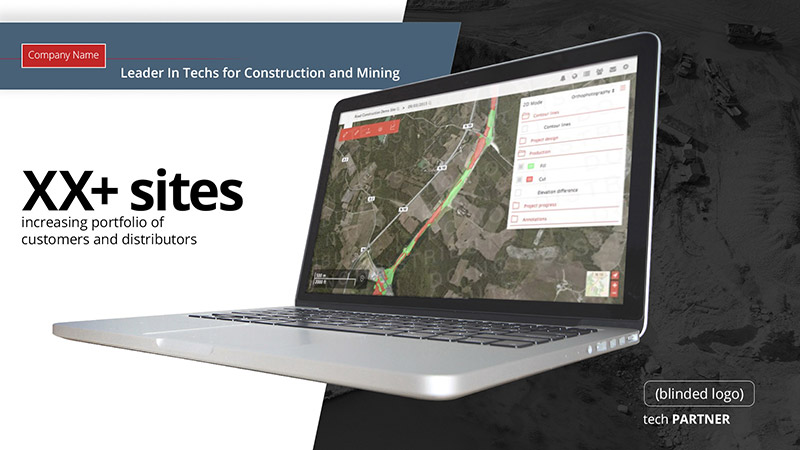 Company Name
Leader In Techs for Construction and Mining
XX+ sites
increasing portfolio of
customers and distributors
2D Mode
Orthophotography
Contour lines
Contour lines
Project design
Production
Fill
Cut
Elevation difference
Project progress
Annotations
(blinded logo)
tech PARTNER